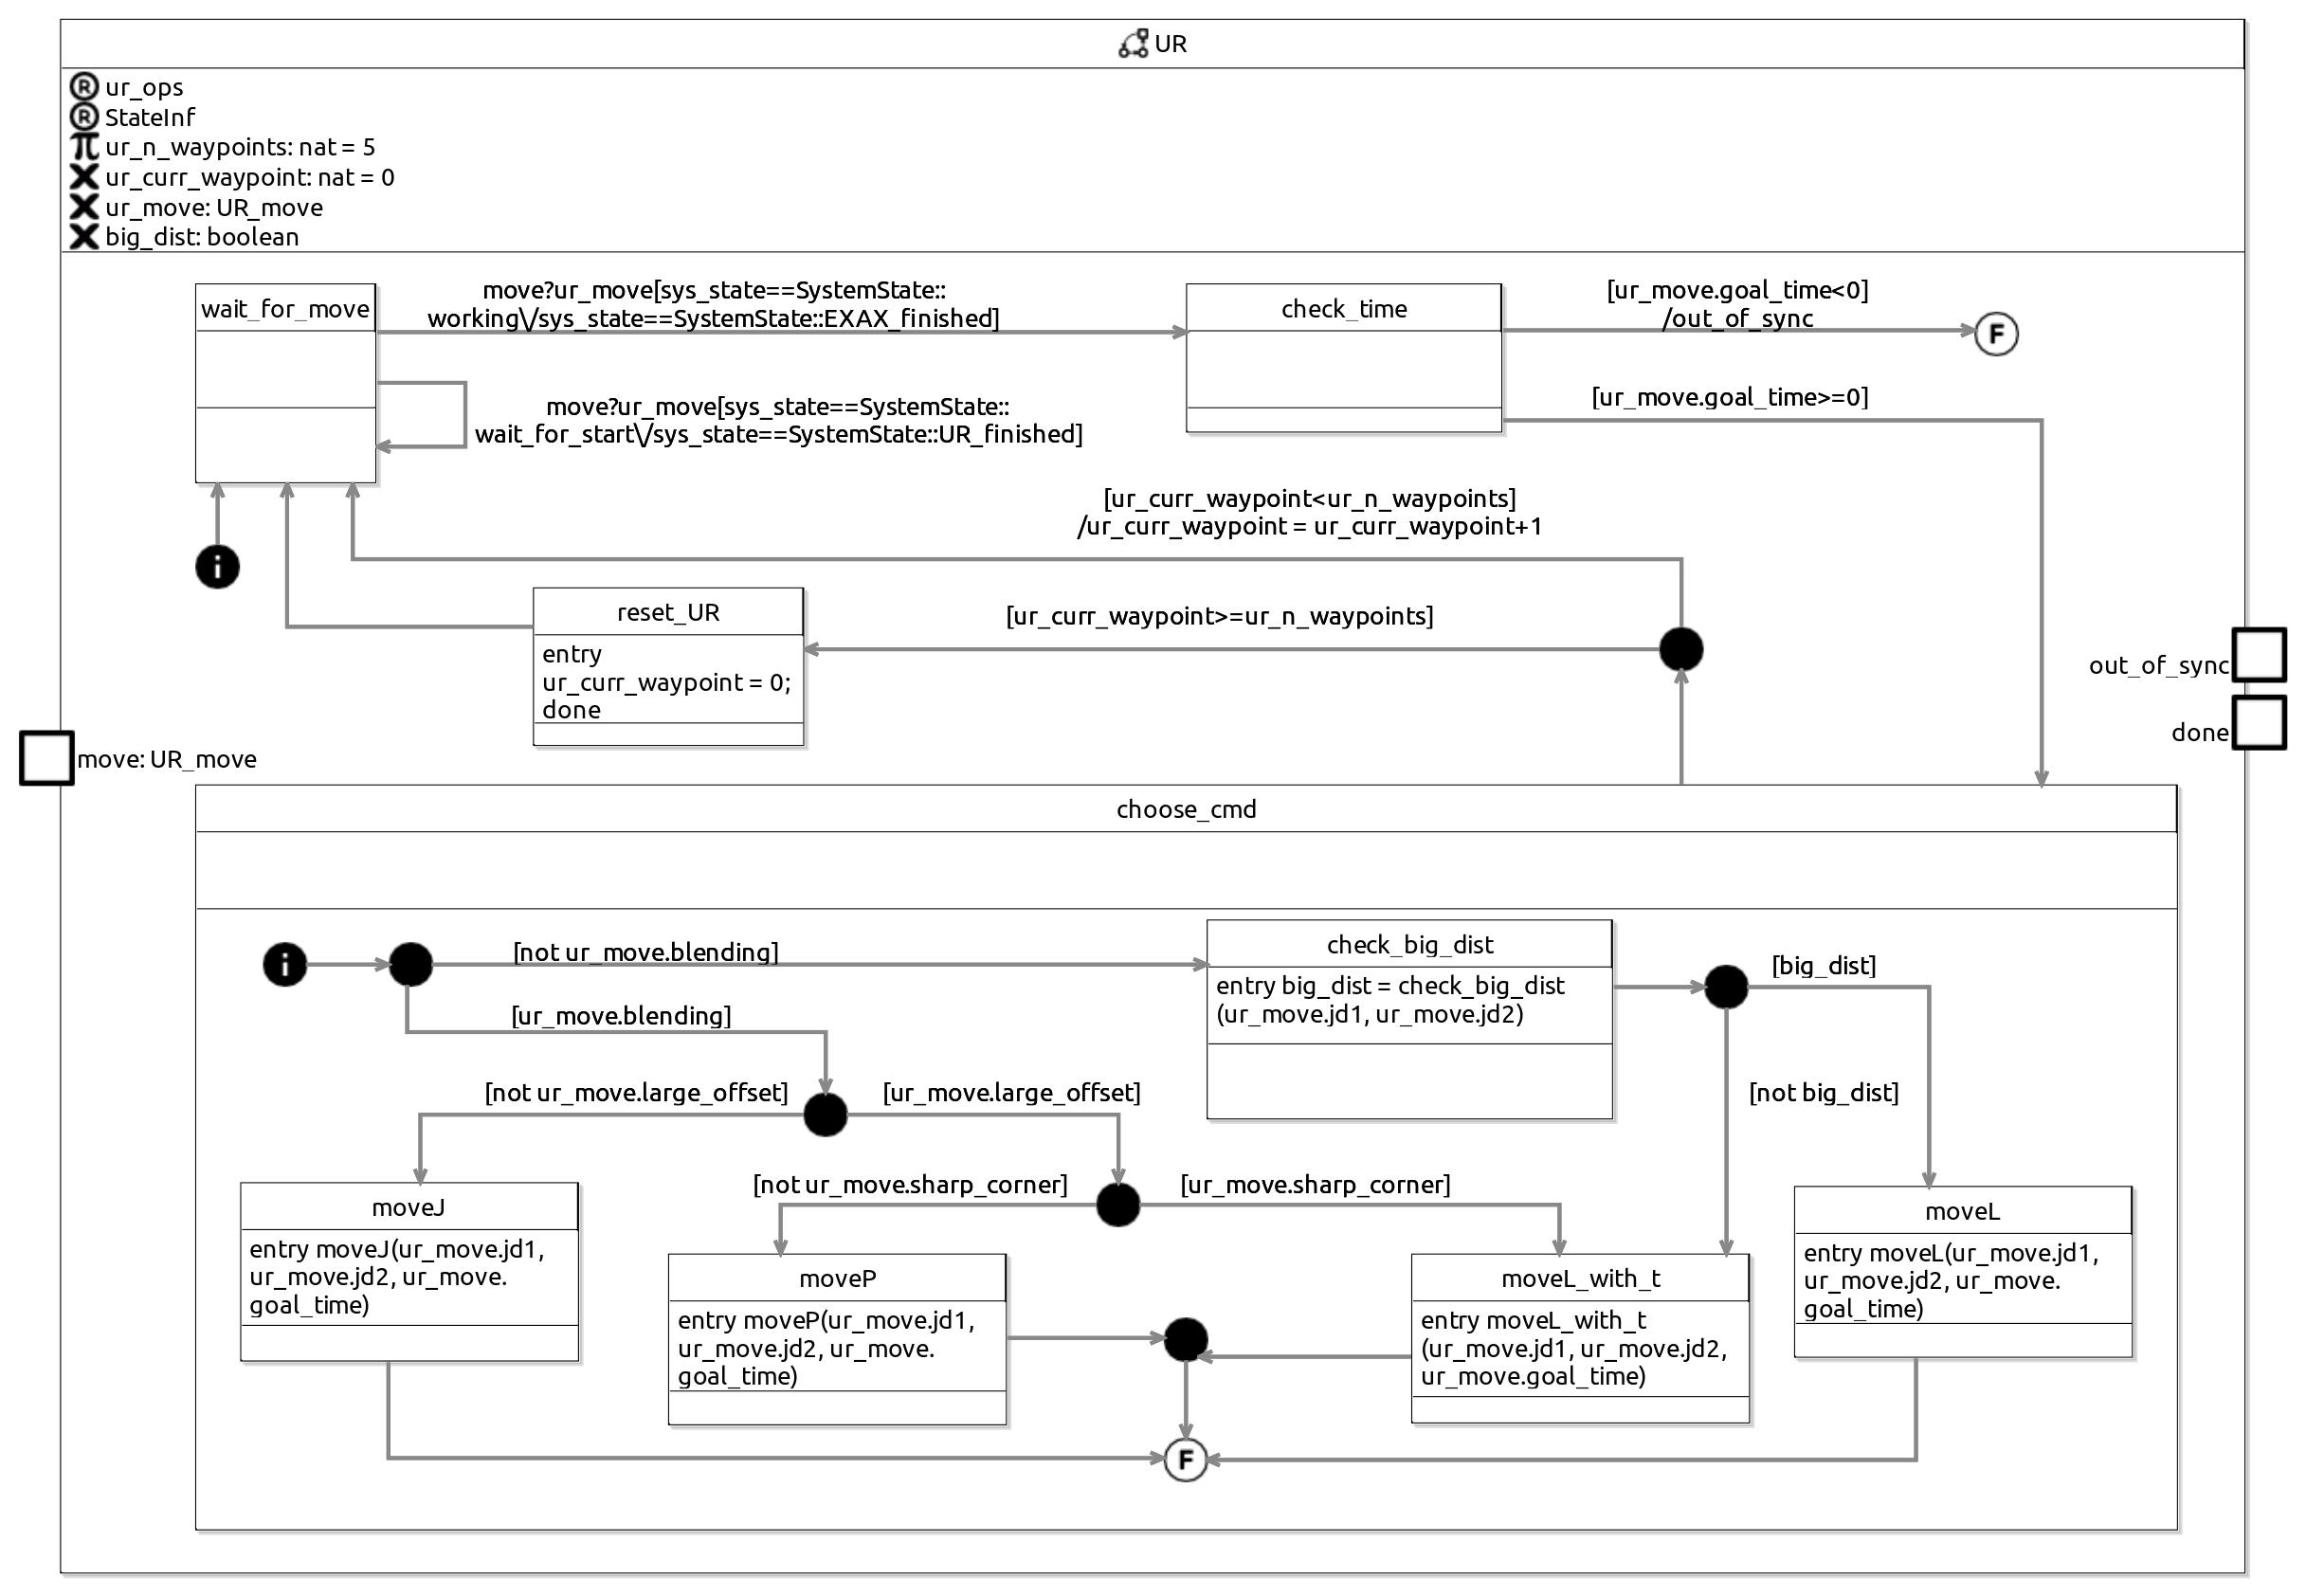 UR
R ur_ops
R StateInf
π ur_n_waypoints: nat = 5
X ur_curr_waypoint: nat = 0
X ur_move: UR_move
X big_dist: boolean
wait_for_move
move?ur_move[sys_state==SystemState::
working\/sys_state==SystemState::EXAX_finished]
check_time
[ur_move.goal_time<0]
/out_of_sync
F
move?ur_move[sys_state==SystemState::
wait_for_start\/sys_state==SystemState::UR_finished]
[ur_move.goal_time>=0]
[ur_curr_waypoint<ur_n_waypoints]
/ur_curr_waypoint = ur_curr_waypoint+1
i
reset_UR
entry
ur_curr_waypoint = 0;
done
[ur_curr_waypoint>=ur_n_waypoints]
out_of_sync
done
move: UR_move
choose_cmd
i
[not ur_move.blending]
check_big_dist
entry big_dist = check_big_dist
(ur_move.jd1, ur_move.jd2)
[big_dist]
[ur_move.blending]
[not ur_move.large_offset]
[ur_move.large_offset]
[not big_dist]
[not ur_move.sharp_corner]
[ur_move.sharp_corner]
moveJ
entry moveJ(ur_move.jd1,
ur_move.jd2, ur_move.
goal_time)
moveP
entry moveP(ur_move.jd1,
ur_move.jd2, ur_move.
goal_time)
moveL_with_t
entry moveL_with_t
(ur_move.jd1, ur_move.jd2,
ur_move.goal_time)
moveL
entry moveL(ur_move.jd1,
ur_move.jd2, ur_move.
goal_time)
F